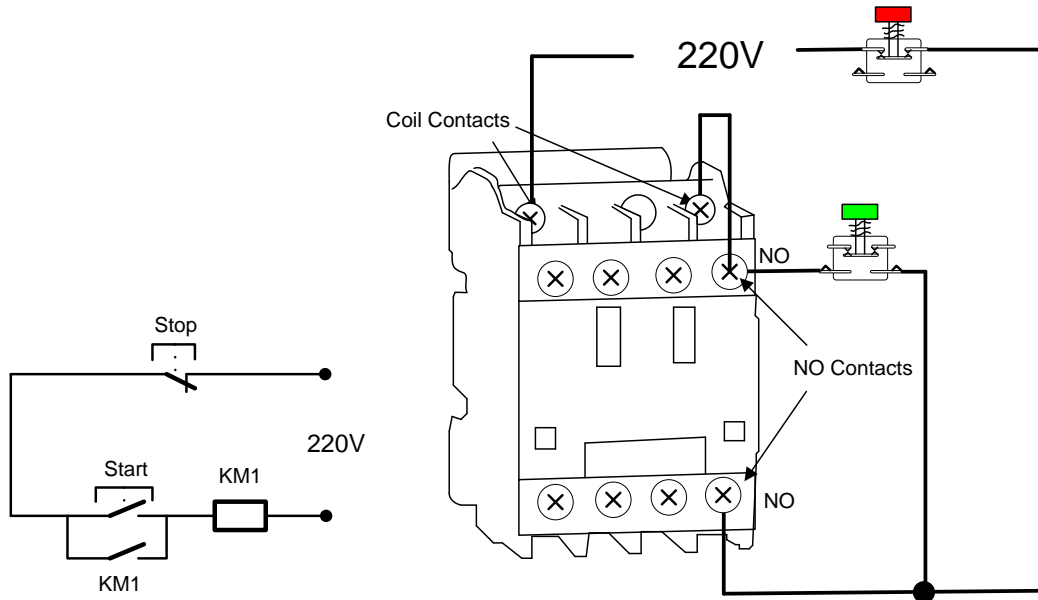 220V
Coil Contacts
NO
Stop
NO Contacts
220V
Start
KM1
NO
KM1